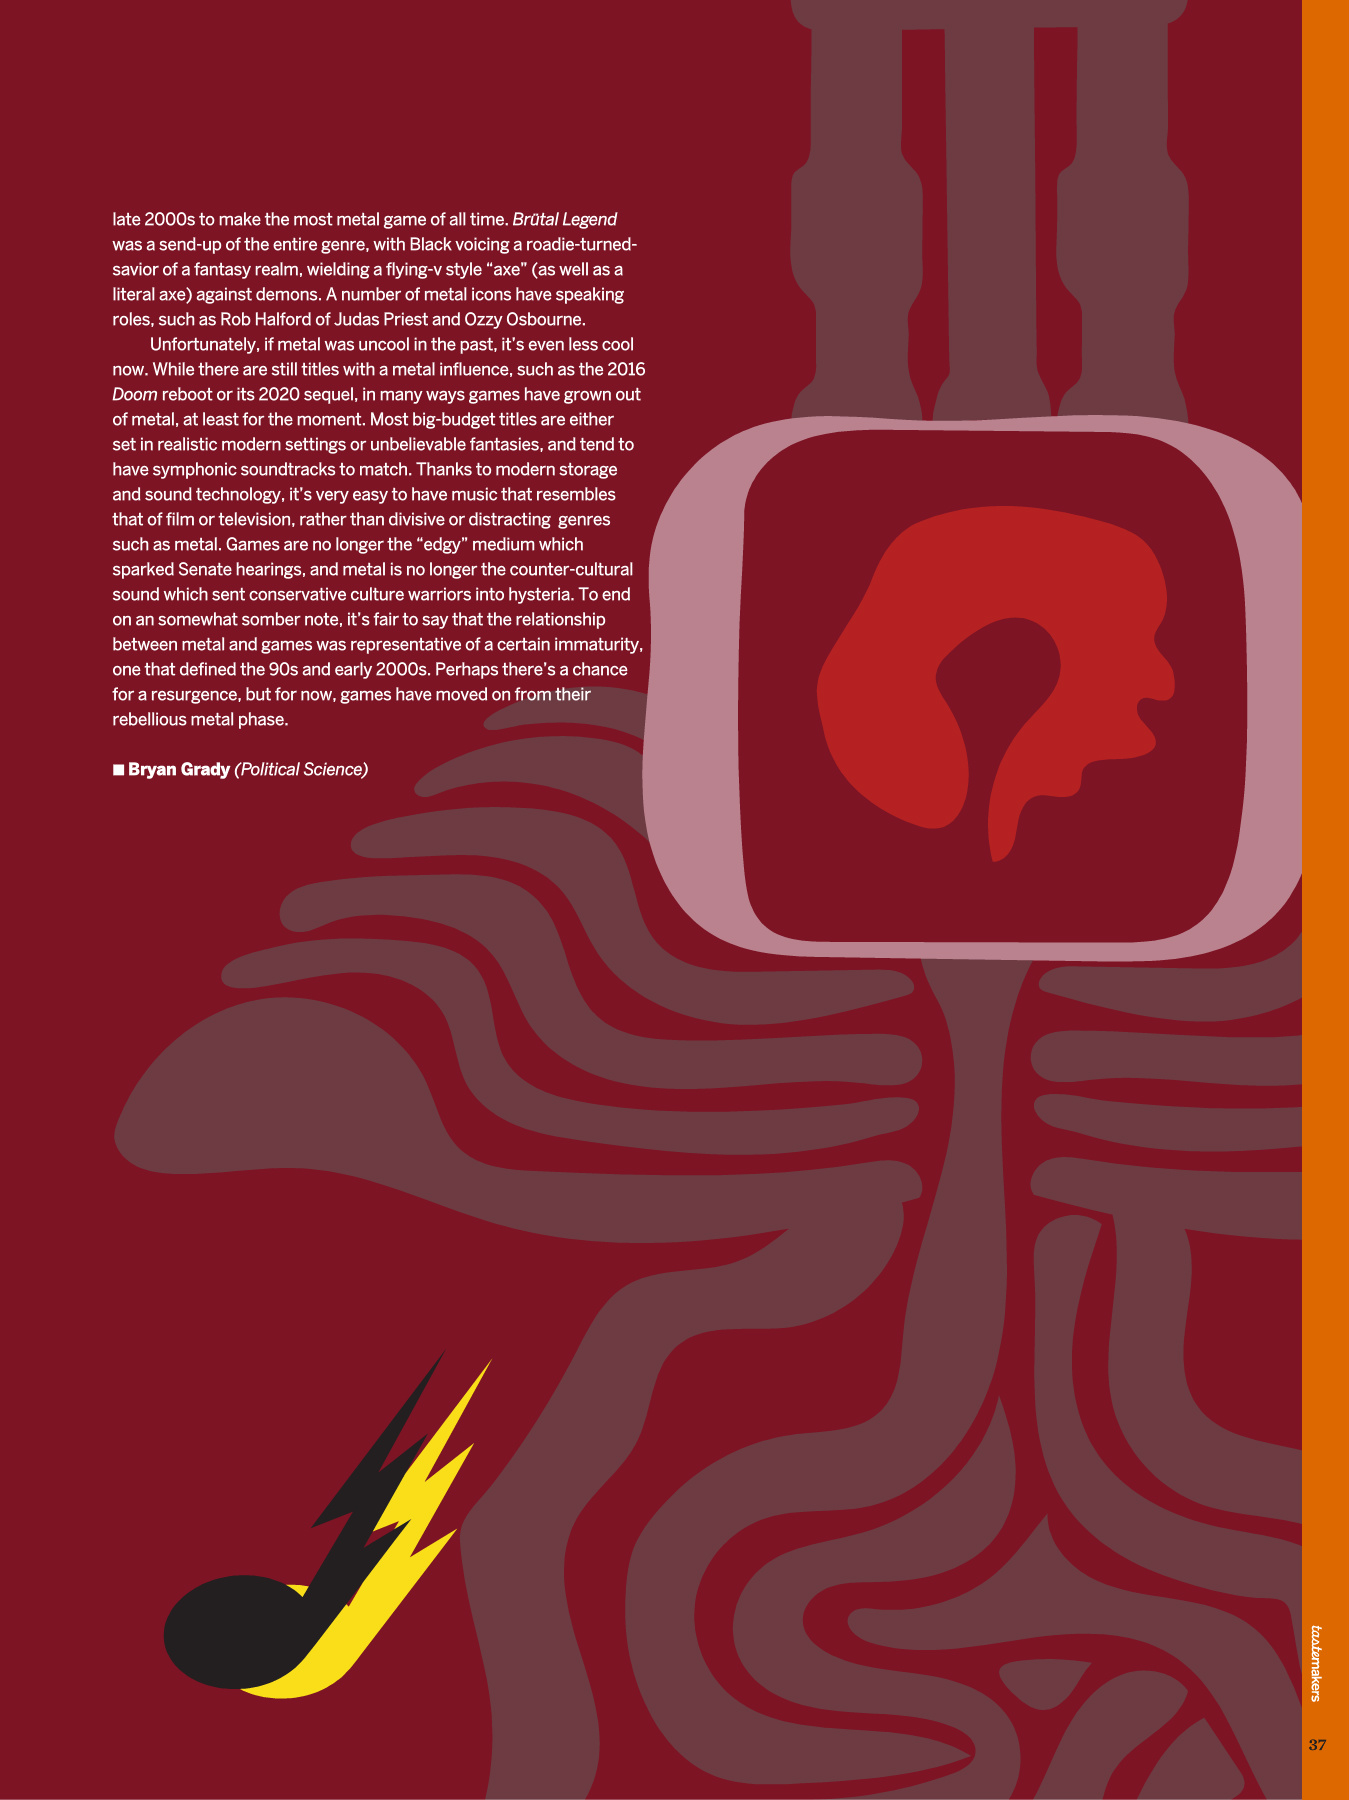 late 2000s to make the most metal game of all time. Brütal Legend
was a send-up of the entire genre, with Black voicing a roadie-turned-
savior of a fantasy realm, wielding a flying-v style “axe” (as well as a
literal axe) against demons. A number of metal icons have speaking
roles, such as Rob Halford of Judas Priest and Ozzy Osbourne.
Unfortunately, if metal was uncool in the past, it’s even less cool
now. While there are still titles with a metal influence, such as the 2016
Doom reboot or its 2020 sequel, in many ways games have grown out
of metal, at least for the moment. Most big-budget titles are either
set in realistic modern settings or unbelievable fantasies, and tend to
have symphonic soundtracks to match. Thanks to modern storage
and sound technology, it’s very easy to have music that resembles
that of film or television, rather than divisive or distracting  genres
such as metal. Games are no longer the “edgy” medium which
sparked Senate hearings, and metal is no longer the counter-cultural
sound which sent conservative culture warriors into hysteria. To end
on an somewhat somber note, it’s fair to say that the relationship
between metal and games was representative of a certain immaturity,
one that defined the 90s and early 2000s. Perhaps there’s a chance
for a resurgence, but for now, games have moved on from their
rebellious metal phase.
■ Bryan Grady (Political Science)
tastemakers
37